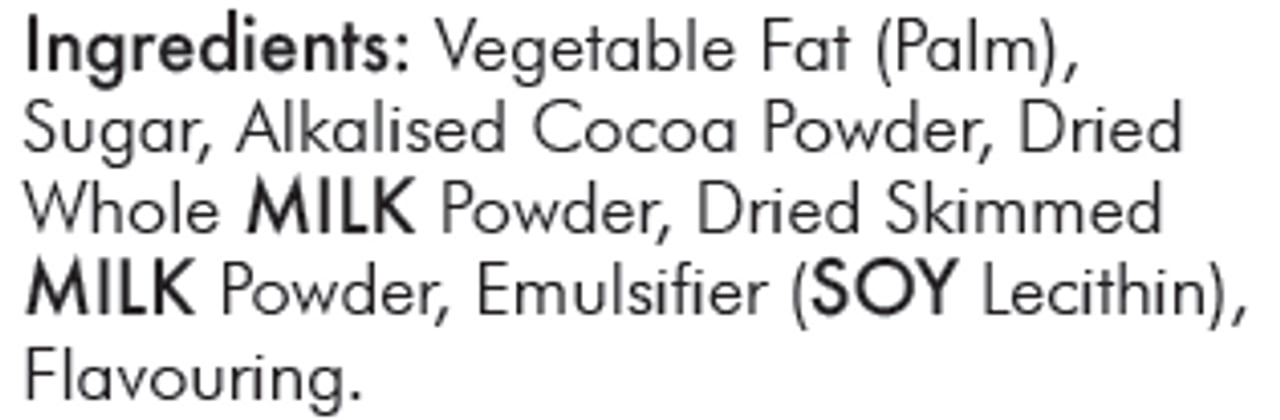 Ingredients: Vegetable Fat (Palm),
Sugar, Alkalised Cocoa Powder, Dried
Whole MILK Powder, Dried Skimmed
MILK Powder, Emulsifier (SOY Lecithin),
Flavouring.